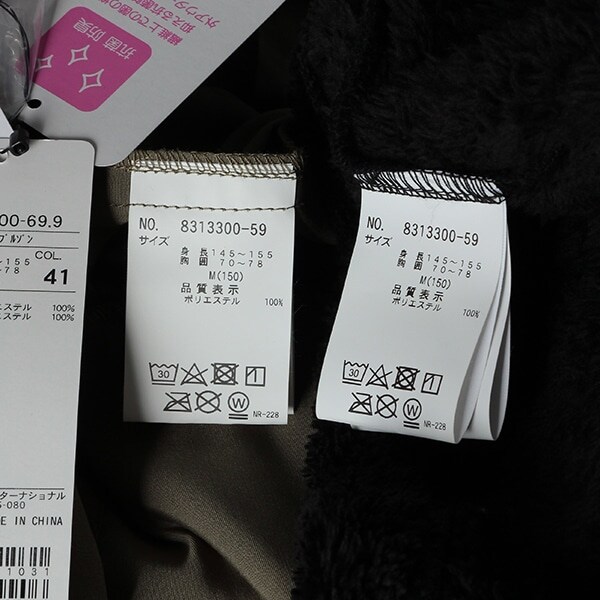 抗菌防臭
00-69.9
ブルゾン
COL.
~155
~78
41
エステル 100%
ステル 100%
ターナショナル
5-080
DE IN CHINA
1031
NO. 8313300-59
サイズ
身長 145~155
胸囲 70~78
M(150)
品質表示
ポリエステル 100%
30
W
NR-228
NO. 8313300-59
サイズ
身長 145~155
胸囲 70~78
M(150)
品質表示
ポリエステル 100%
30
W
NR-228